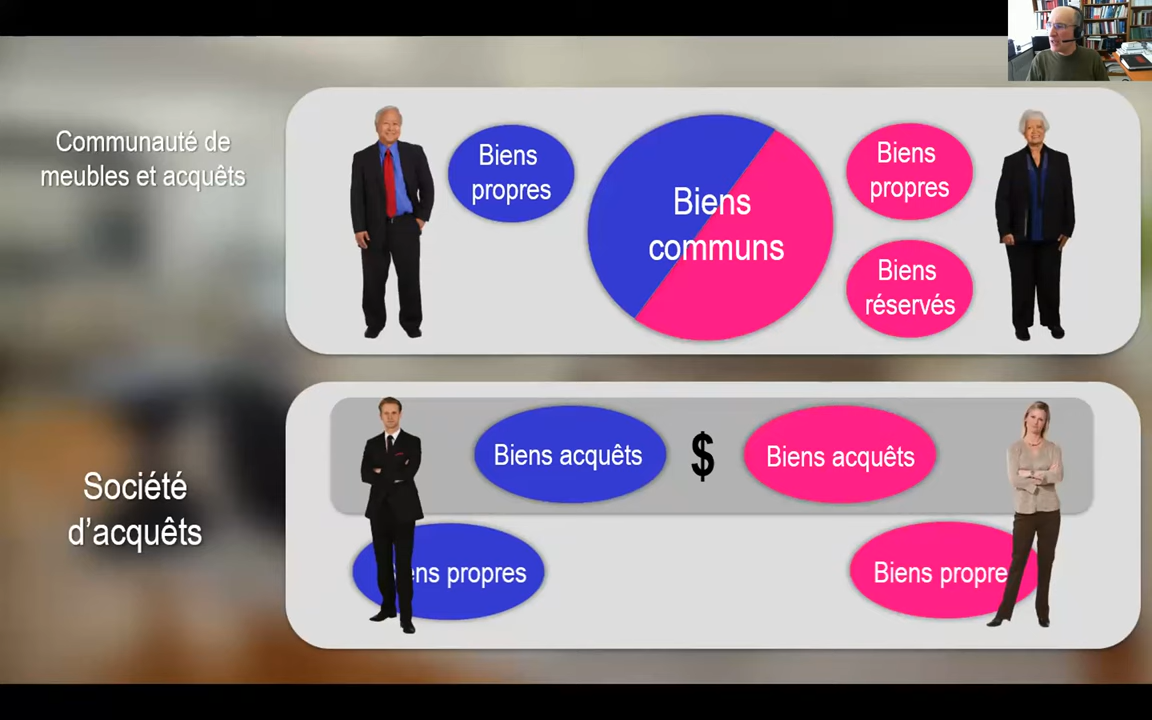 Communauté de
meubles et acquêts
Biens
propres
Biens
communs
Biens
propres
Biens
réservés
Société
d’acquêts
Biens acquêts
$
Biens acquêts
ens propres
Biens propre